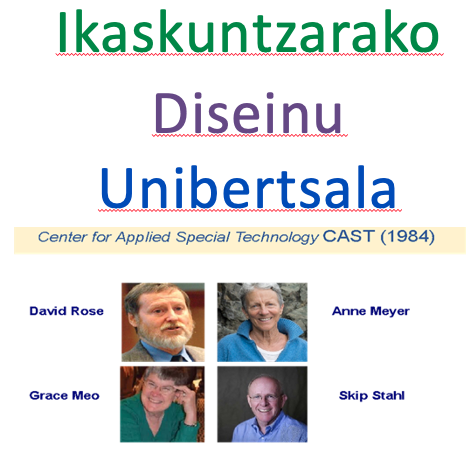 Ikaskuntzarako
Diseinu
Unibertsala
Center for Applied Special Technology CAST (1984)
David Rose
Anne Meyer
Grace Meo
Skip Stahl